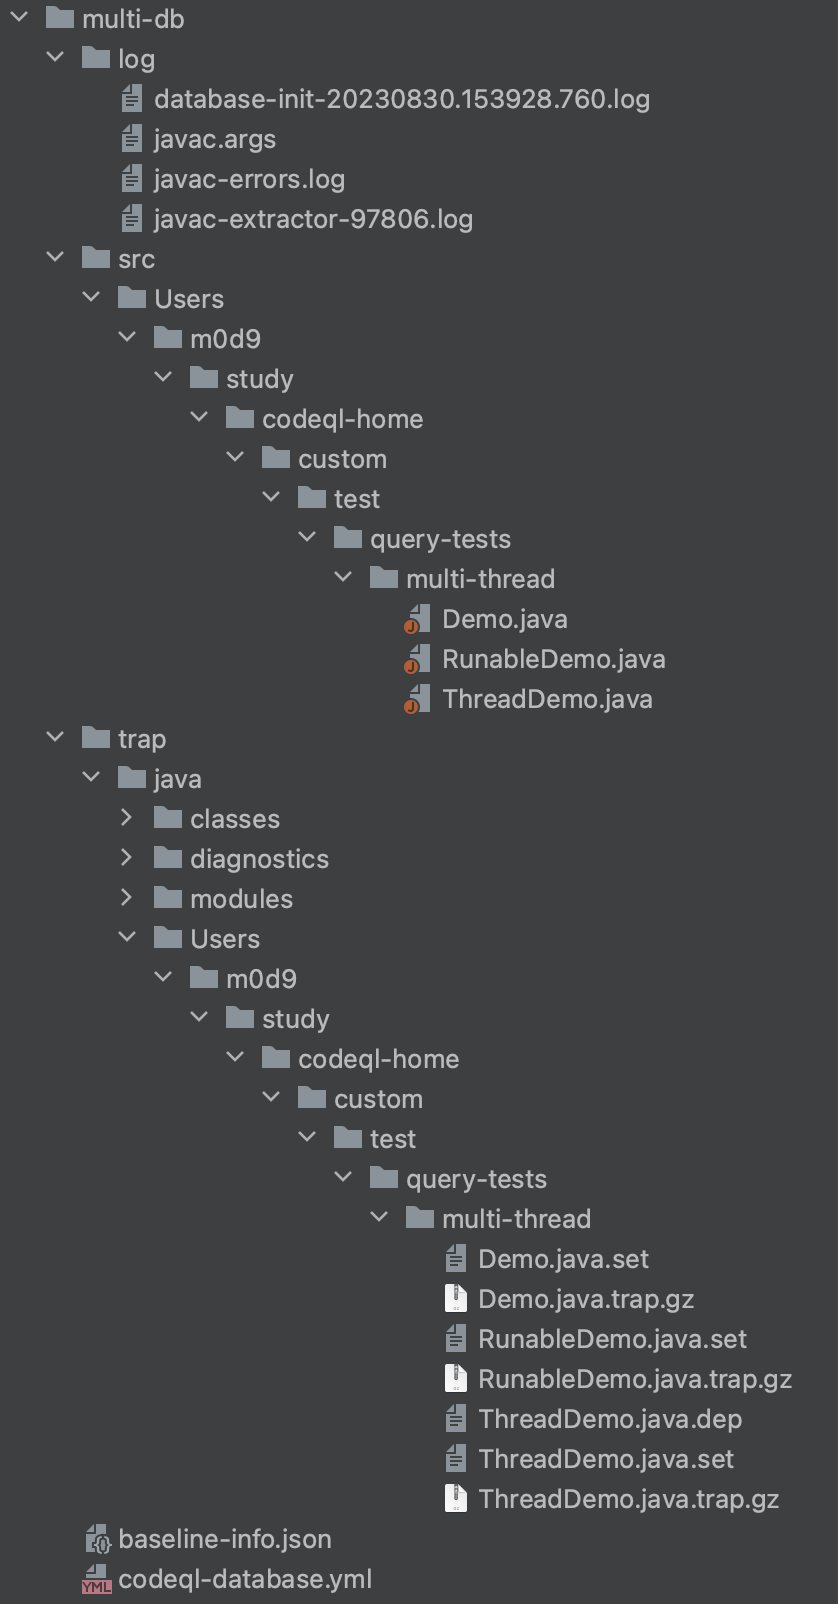 multi-db
log
database-init-20230830.153928.760.log
javac.args
javac-errors.log
javac-extractor-97806.log
src
Users
m0d9
study
codeql-home
custom
test
query-tests
multi-thread
Demo.java
RunableDemo.java
ThreadDemo.java
trap
java
classes
diagnostics
modules
Users
m0d9
study
codeql-home
custom
test
query-tests
multi-thread
Demo.java.set
Demo.java.trap.gz
RunableDemo.java.set
RunableDemo.java.trap.gz
ThreadDemo.java.dep
ThreadDemo.java.set
ThreadDemo.java.trap.gz
baseline-info.json
YML codeql-database.yml